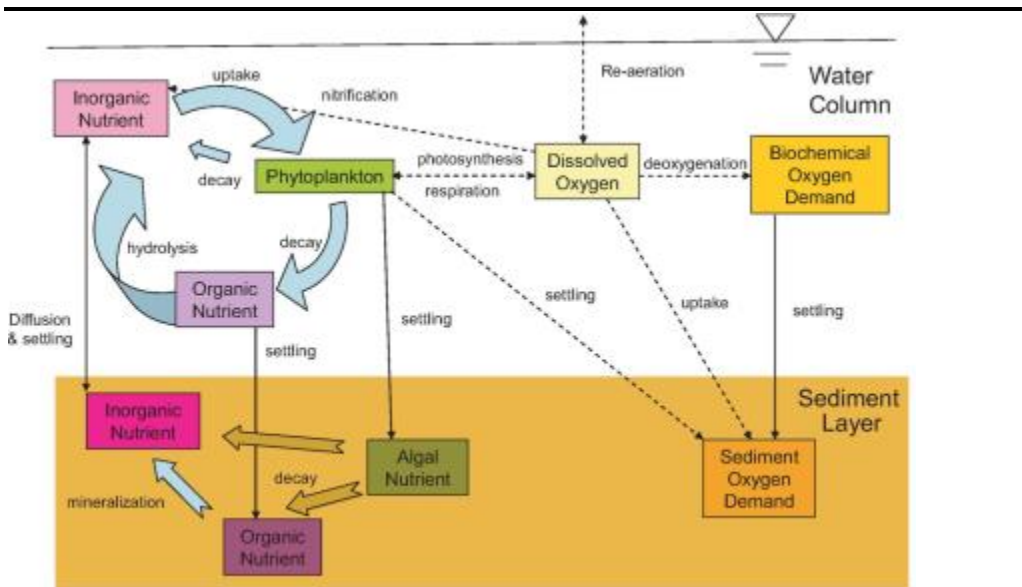 Water
Column
Re-aeration
uptake
nitrification
Inorganic
Nutrient
decay
Phytoplankton
photosynthesis
respiration
Dissolved
Oxygen
deoxygenation
Biochemical
Oxygen
Demand
hydrolysis
decay
Organic
Nutrient
Diffusion
& settling
settling
settling
settling
uptake
settling
Sediment
Layer
Inorganic
Nutrient
Algal
Nutrient
decay
mineralization
Organic
Nutrient
Sediment
Oxygen
Demand